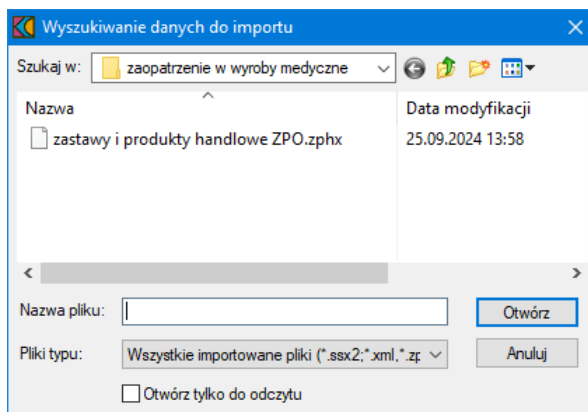 Wyszukiwanie danych do importu
Szukaj w: zaopatrzenie w wyroby medyczne
Nazwa Data modyfikacji
zastawy i produkty handlowe ZPO.zphx 25.09.2024 13:58
Nazwa pliku: Otwórz
Pliki typu: Wszystkie importowane pliki (*.ssx2;*.xml,*.zp Anuluj
Otwórz tylko do odczytu